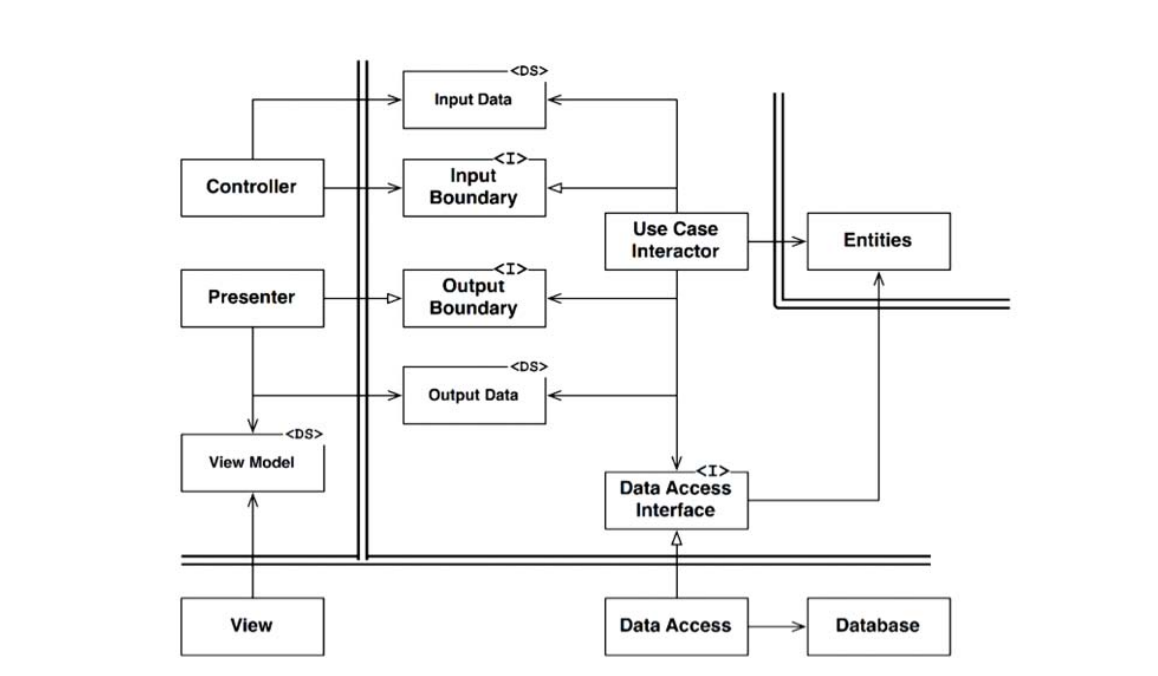 <DS>
Input Data
<I>
Input
Boundary
Controller
Use Case
Interactor
Entities
<I>
Output
Boundary
Presenter
<DS>
Output Data
<DS>
View Model
<I>
Data Access
Interface
View
Data Access
Database